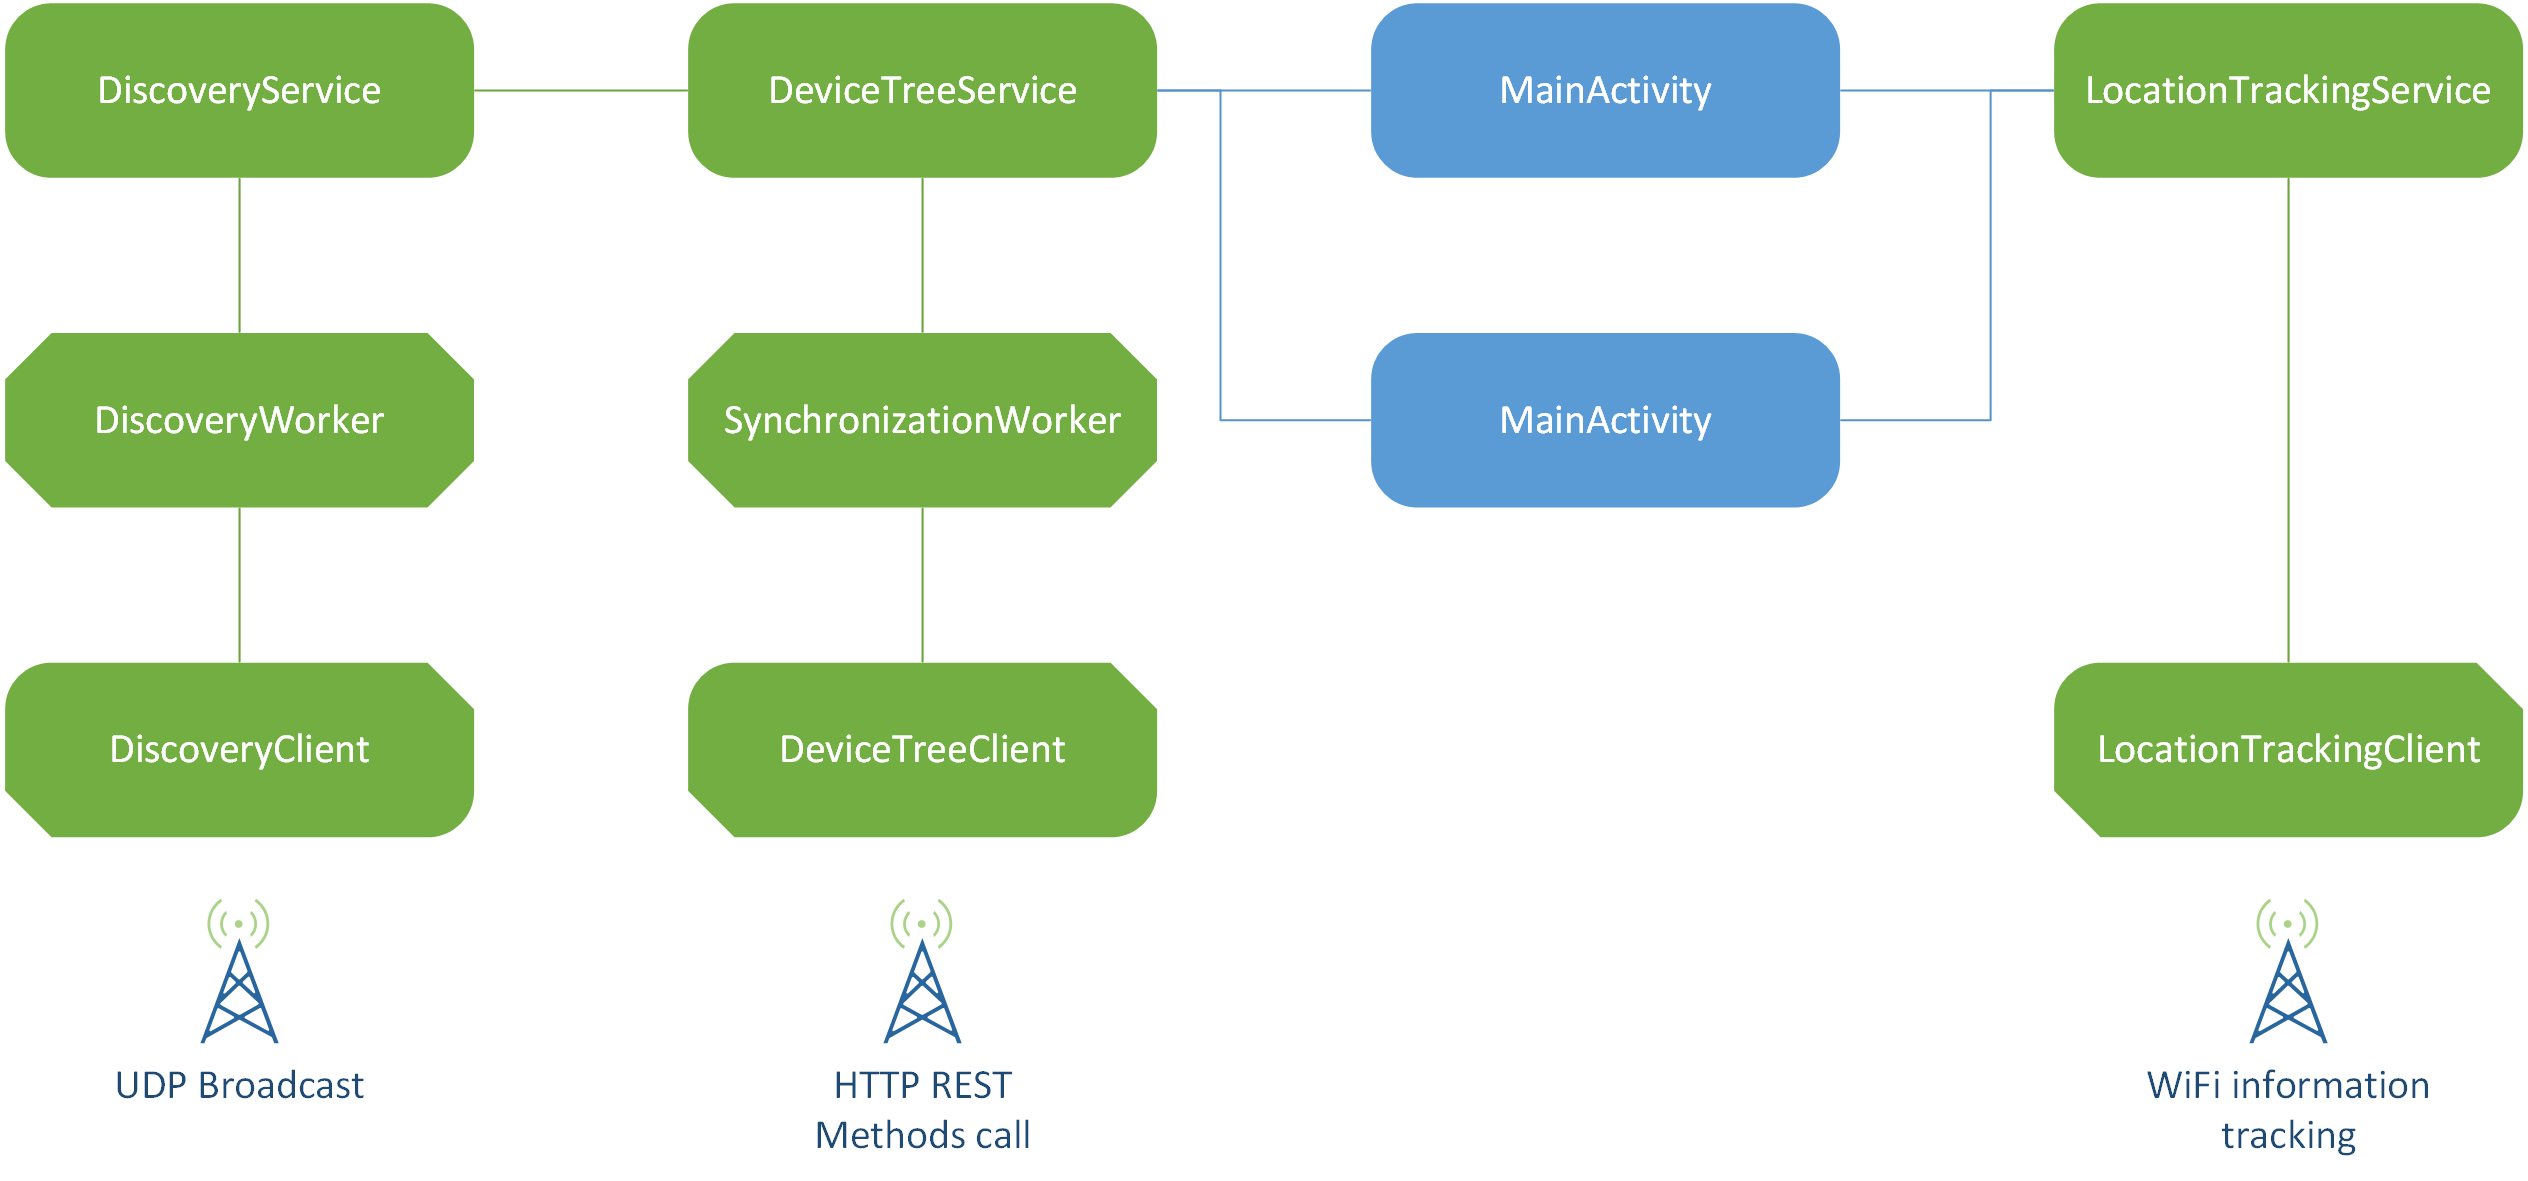 DiscoveryService
DeviceTreeService
MainActivity
LocationTrackingService
DiscoveryWorker
SynchronizationWorker
MainActivity
DiscoveryClient
DeviceTreeClient
LocationTrackingClient
UDP Broadcast
HTTP REST
Methods call
WiFi information
tracking